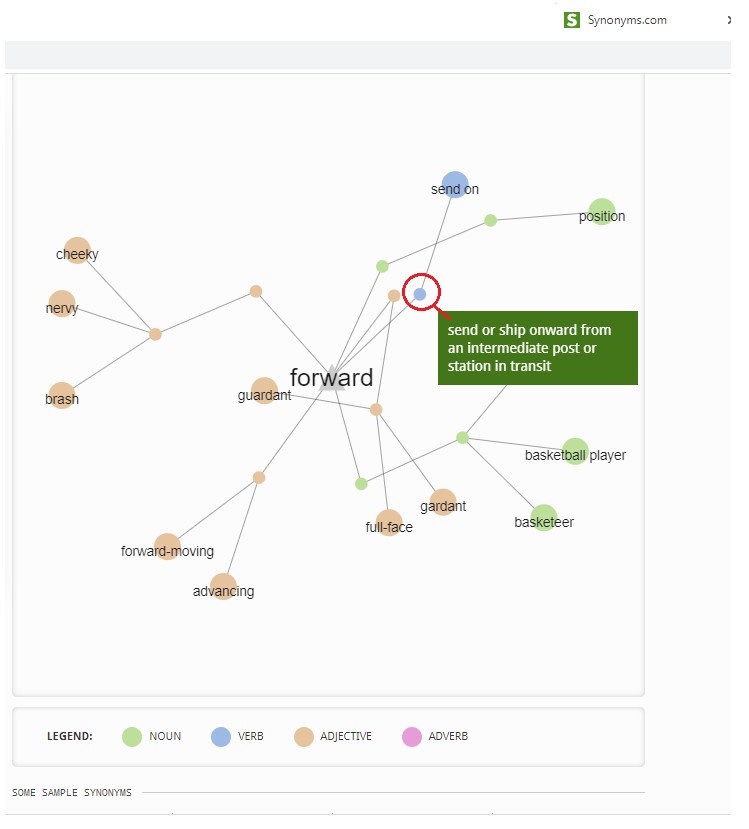 S Synonyms.com
send on
position
cheeky
nervy
send or ship onward from
an intermediate post or
station in transit
forward
guardant
brash
basketball player
gardant
basketeer
full-face
forward-moving
advancing
LEGEND: NOUN VERB ADJECTIVE ADVERB
SOME SAMPLE SYNONYMS